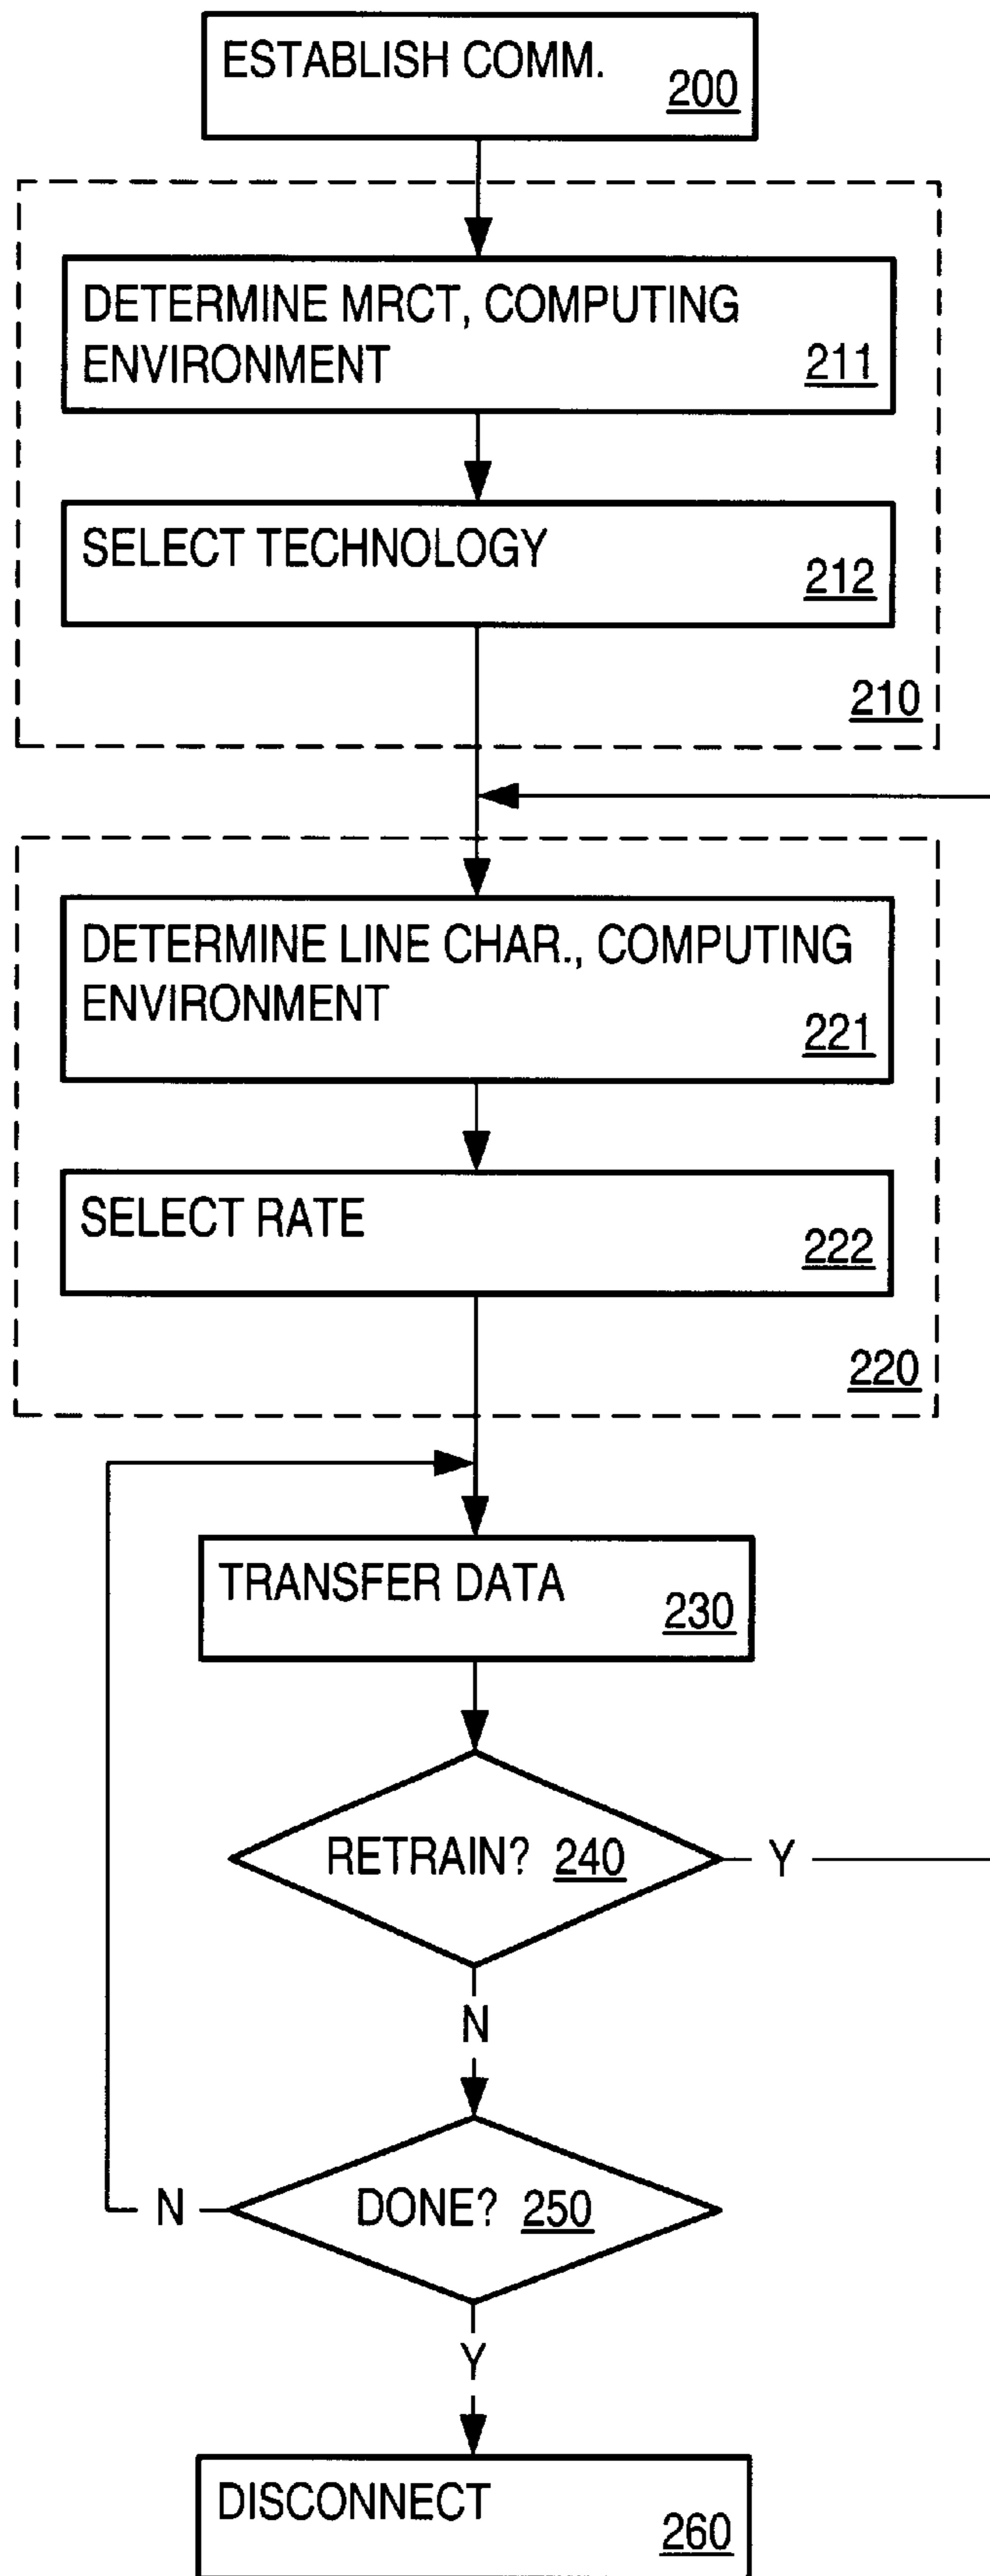 ESTABLISH COMM.
200
DETERMINE MRCT, COMPUTING
ENVIRONMENT
211
SELECT TECHNOLOGY
212
210
DETERMINE LINE CHAR., COMPUTING
ENVIRONMENT
221
SELECT RATE
222
220
TRANSFER DATA
230
RETRAIN? 240
Y
N
DONE? 250
N
Y
DISCONNECT
260